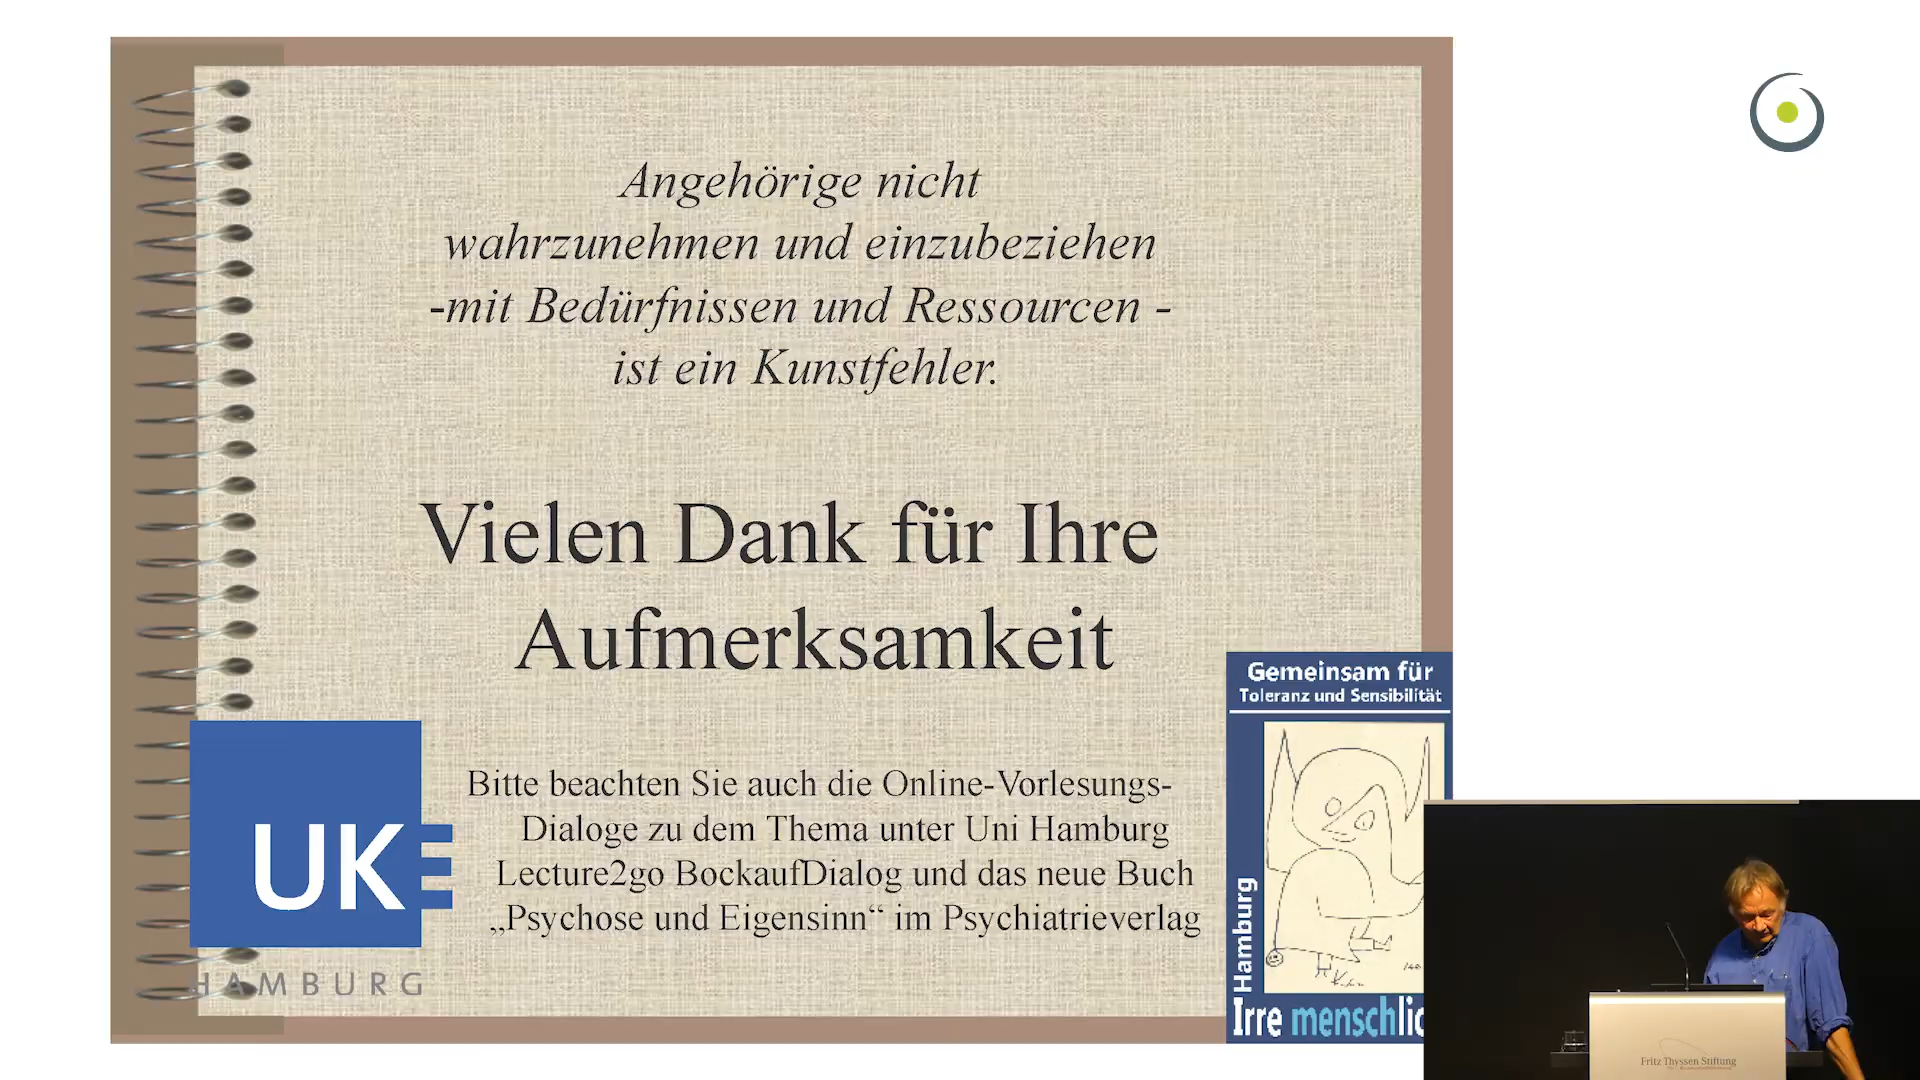 Angehörige nicht
wahrzunehmen und einzubeziehen
-mit Bedürfnissen und Ressourcen -
ist ein Kunstfehler.
Vielen Dank für Ihre
Aufmerksamkeit
Bitte beachten Sie auch die Online-Vorlesungs-
Dialoge zu dem Thema unter Uni Hamburg
Lecture2go BockaufDialog und das neue Buch
„Psychose und Eigensinn“ im Psychiatrieverlag
UKE
HAMBURG
Gemeinsam für
Toleranz und Sensibilität
Hamburg
Irre menschlic
Fritz Thyssen Stiftung